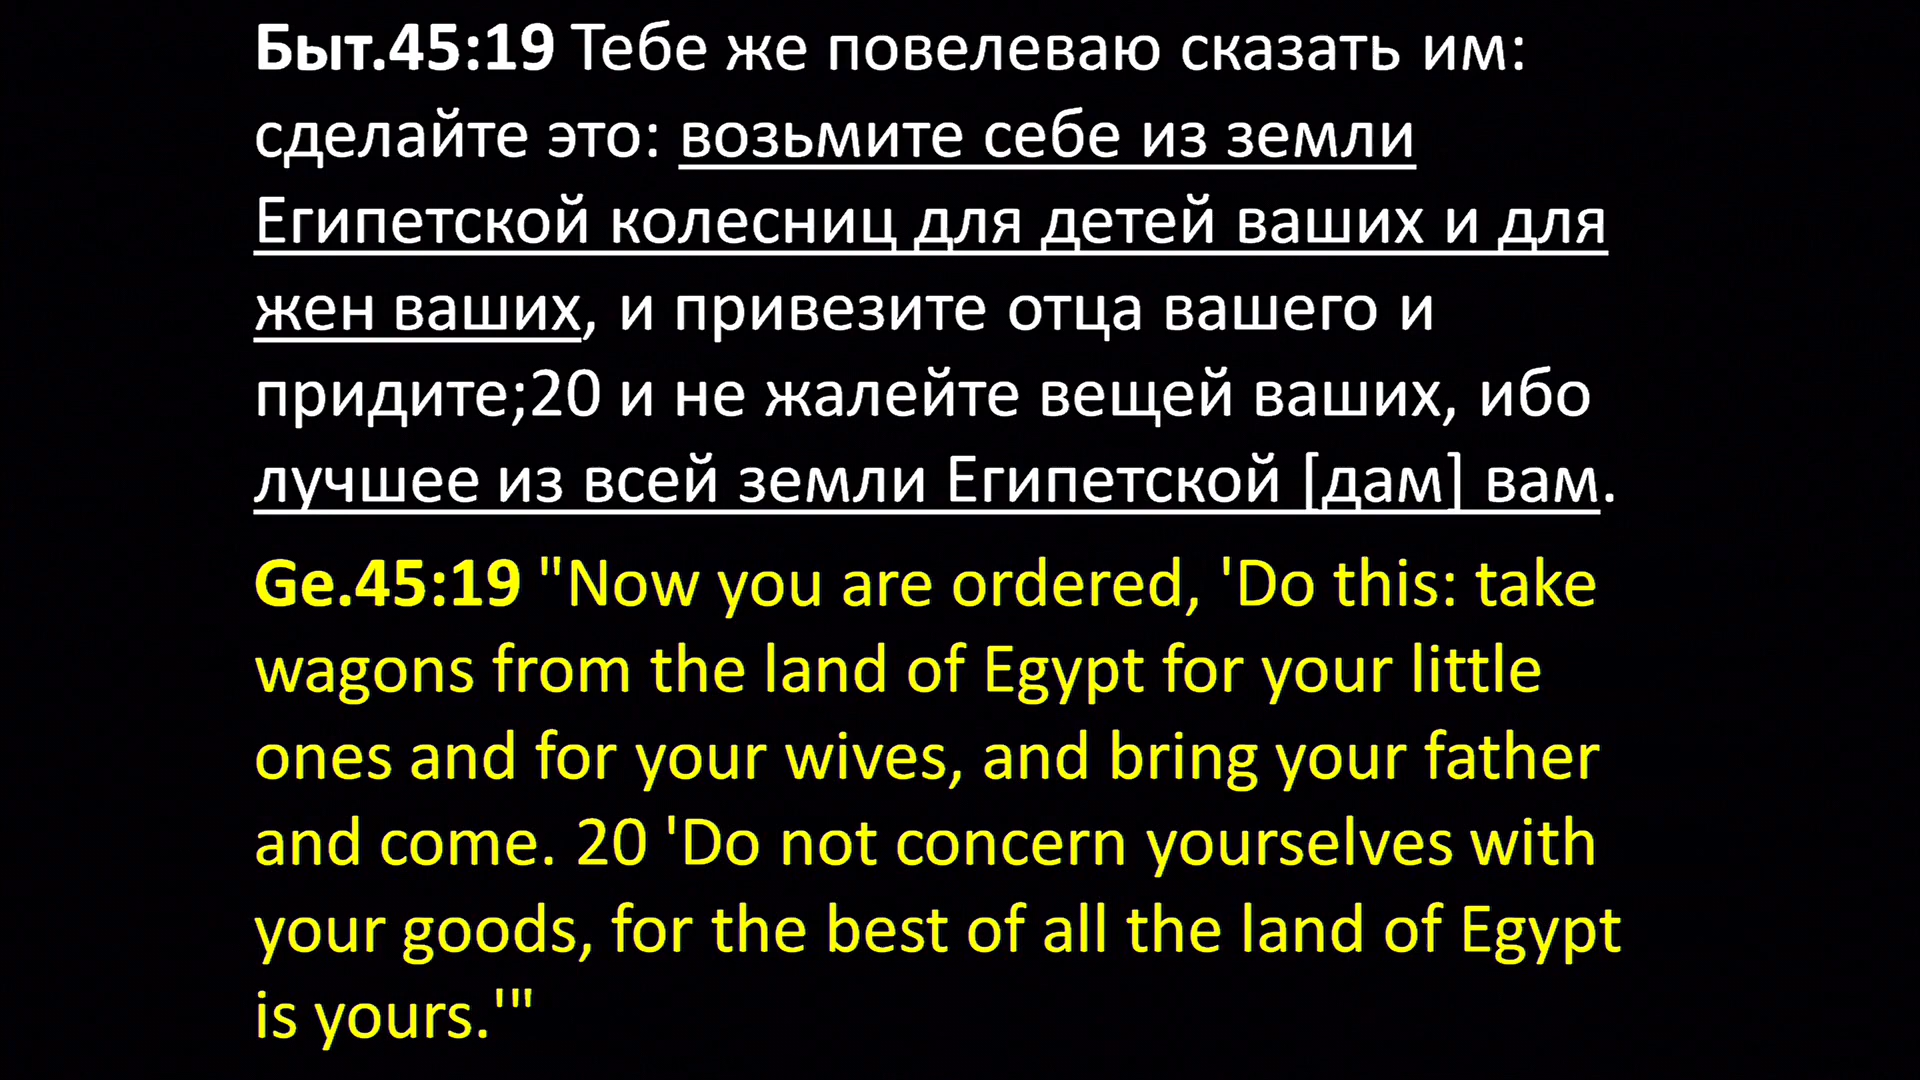 Быт.45:19 Тебе же повелеваю сказать им:
сделайте это: возьмите себе из земли
Египетской колесниц для детей ваших и для
жен ваших, и привезите отца вашего и
придите;20 и не жалейте вещей ваших, ибо
лучшее из всей земли Египетской [дам] вам.
Ge.45:19 "Now you are ordered, 'Do this: take
wagons from the land of Egypt for your little
ones and for your wives, and bring your father
and come. 20 'Do not concern yourselves with
your goods, for the best of all the land of Egypt
is yours.'"